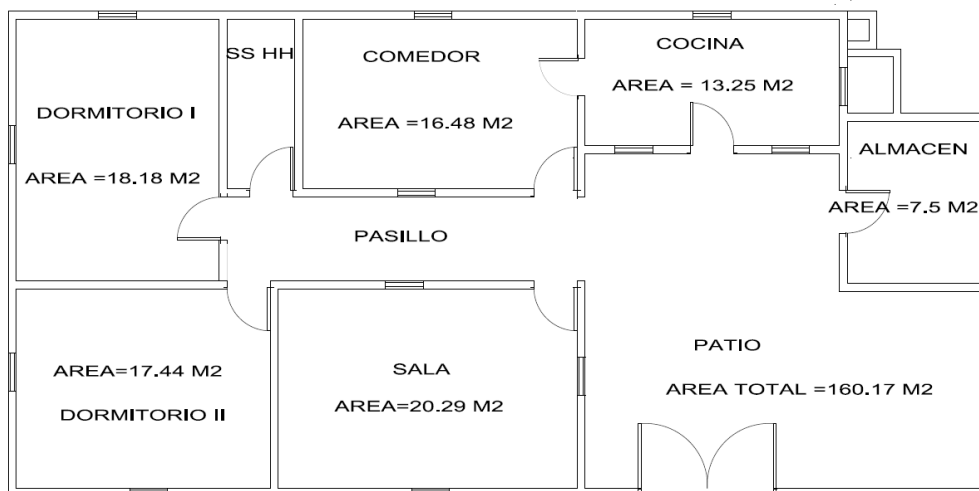 DORMITORIO I
AREA =18.18 M2
SS HH
COMEDOR
AREA =16.48 M2
COCINA
AREA = 13.25 M2
ALMACEN
AREA =7.5 M2
PASILLO
AREA=17.44 M2
DORMITORIO II
SALA
AREA=20.29 M2
PATIO
AREA TOTAL =160.17 M2